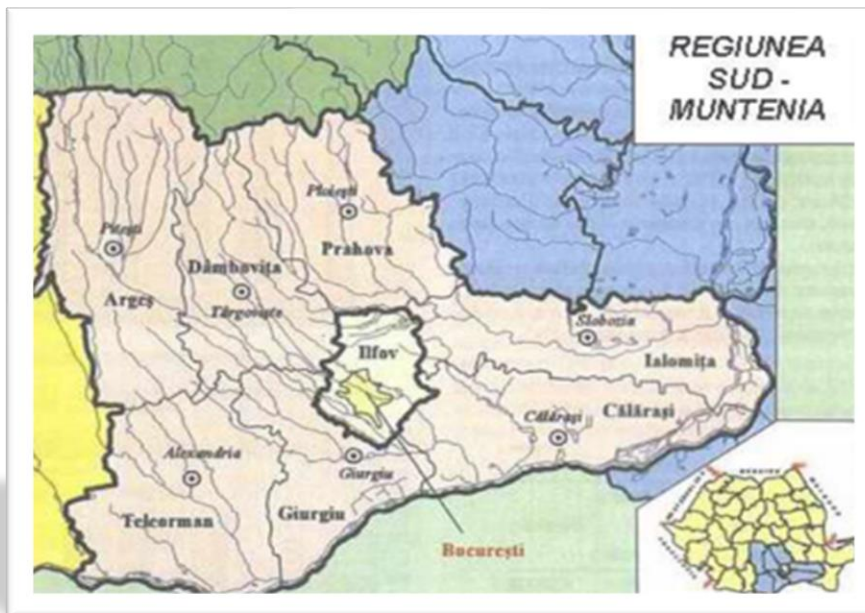 REGIUNEA
SUD -
MUNTENIA
Ploiești
Prahova
Pitești
Dâmbovița
Argeș
Târgoviște
Ilfov
Slobozia
Ialomița
Călărași
Călărași
Alexandria
Giurgiu
Teleorman
Giurgiu
București